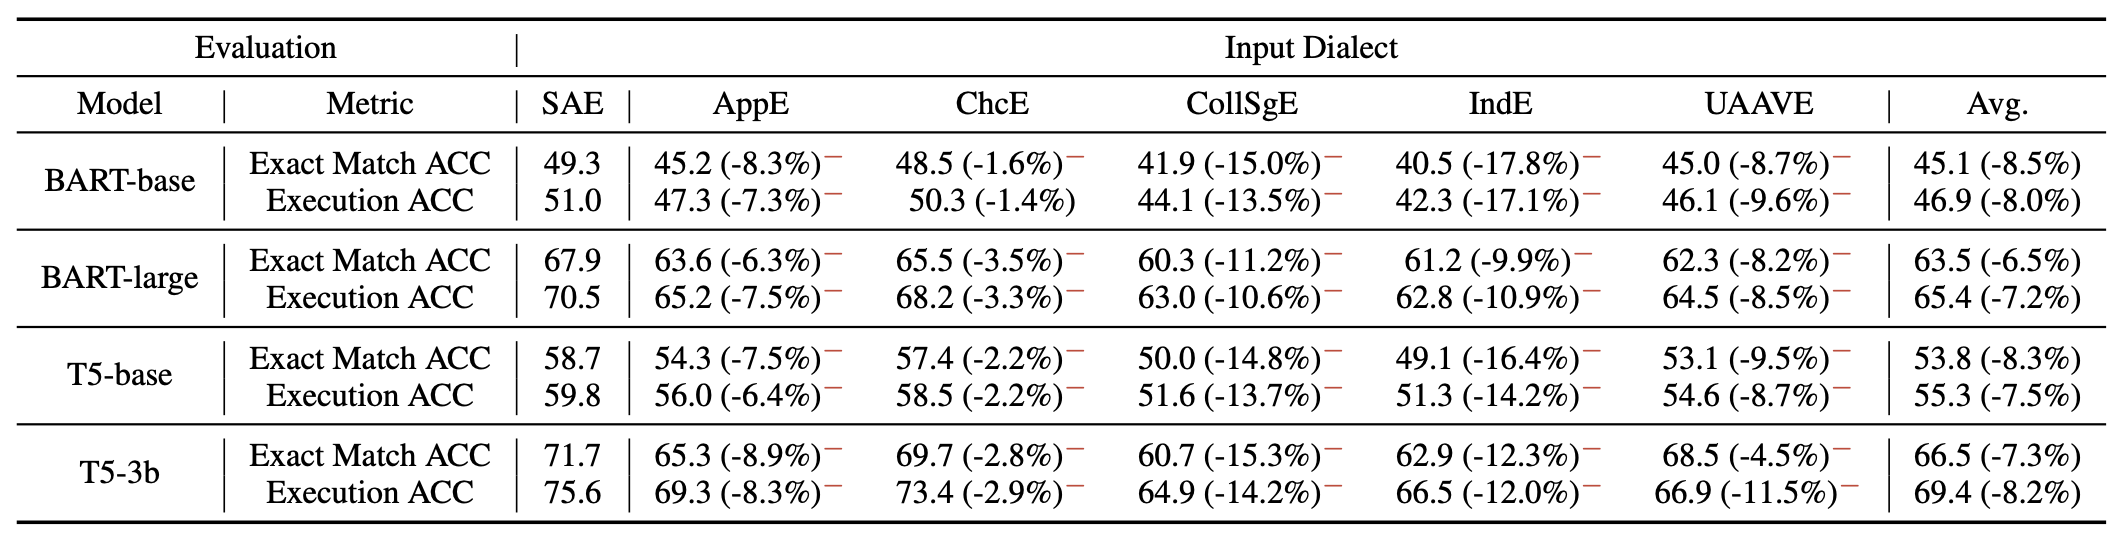 Evaluation | Input Dialect
Model | Metric | SAE | AppE ChcE CollSgE IndE UAAVE | Avg.
BART-base | Exact Match ACC | 49.3 | 45.2 (-8.3%)− 48.5 (-1.6%)− 41.9 (-15.0%)− 40.5 (-17.8%)− 45.0 (-8.7%)− | 45.1 (-8.5%)
Execution ACC | 51.0 | 47.3 (-7.3%)− 50.3 (-1.4%) 44.1 (-13.5%)− 42.3 (-17.1%)− 46.1 (-9.6%)− | 46.9 (-8.0%)
BART-large | Exact Match ACC | 67.9 | 63.6 (-6.3%)− 65.5 (-3.5%)− 60.3 (-11.2%)− 61.2 (-9.9%)− 62.3 (-8.2%)− | 63.5 (-6.5%)
Execution ACC | 70.5 | 65.2 (-7.5%)− 68.2 (-3.3%)− 63.0 (-10.6%)− 62.8 (-10.9%)− 64.5 (-8.5%)− | 65.4 (-7.2%)
T5-base | Exact Match ACC | 58.7 | 54.3 (-7.5%)− 57.4 (-2.2%)− 50.0 (-14.8%)− 49.1 (-16.4%)− 53.1 (-9.5%)− | 53.8 (-8.3%)
Execution ACC | 59.8 | 56.0 (-6.4%)− 58.5 (-2.2%)− 51.6 (-13.7%)− 51.3 (-14.2%)− 54.6 (-8.7%)− | 55.3 (-7.5%)
T5-3b | Exact Match ACC | 71.7 | 65.3 (-8.9%)− 69.7 (-2.8%)− 60.7 (-15.3%)− 62.9 (-12.3%)− 68.5 (-4.5%)− | 66.5 (-7.3%)
Execution ACC | 75.6 | 69.3 (-8.3%)− 73.4 (-2.9%)− 64.9 (-14.2%)− 66.5 (-12.0%)− 66.9 (-11.5%)− | 69.4 (-8.2%)